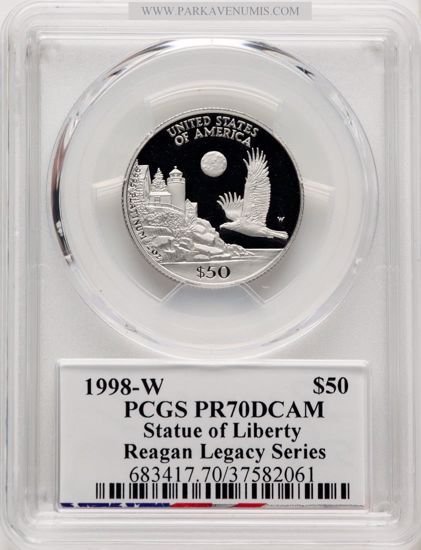 WWW.PARKAVENUMIS.COM
UNITED STATES
OF AMERICA
W
$50
1998-W $50
PCGS PR70DCAM
Statue of Liberty
Reagan Legacy Series
683417.70/37582061